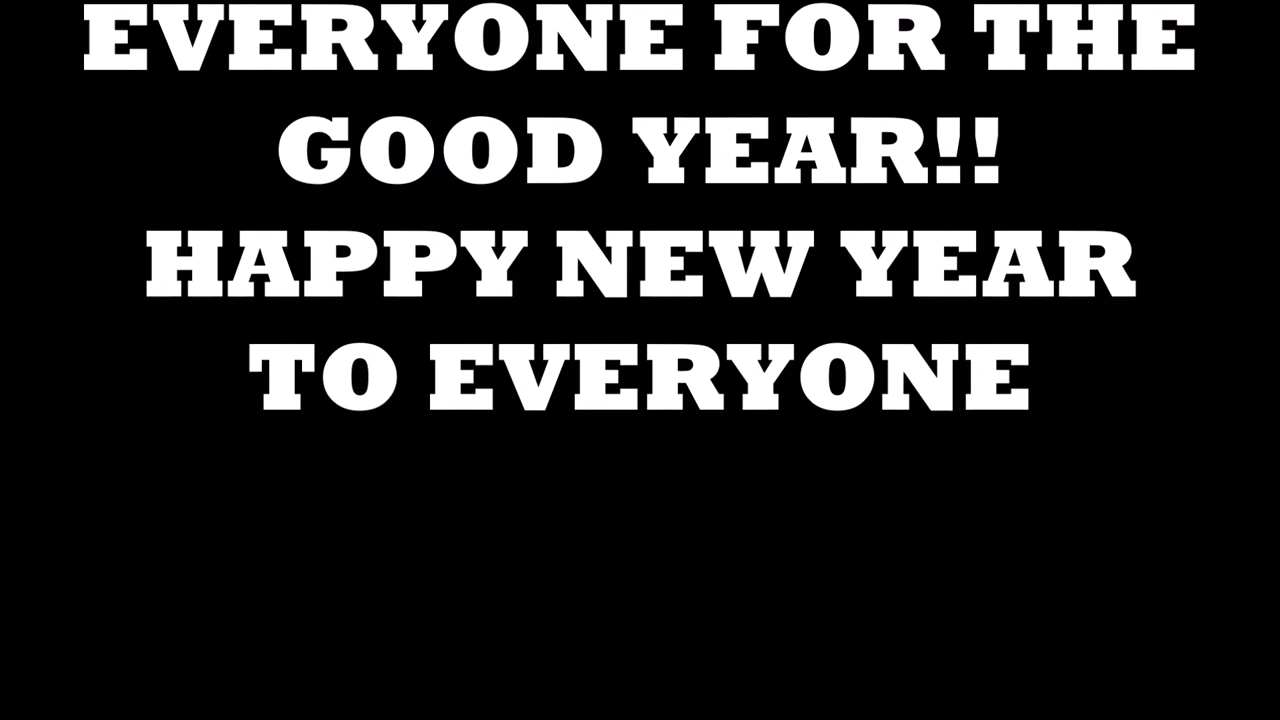 EVERYONE FOR THE
GOOD YEAR!!
HAPPY NEW YEAR
TO EVERYONE